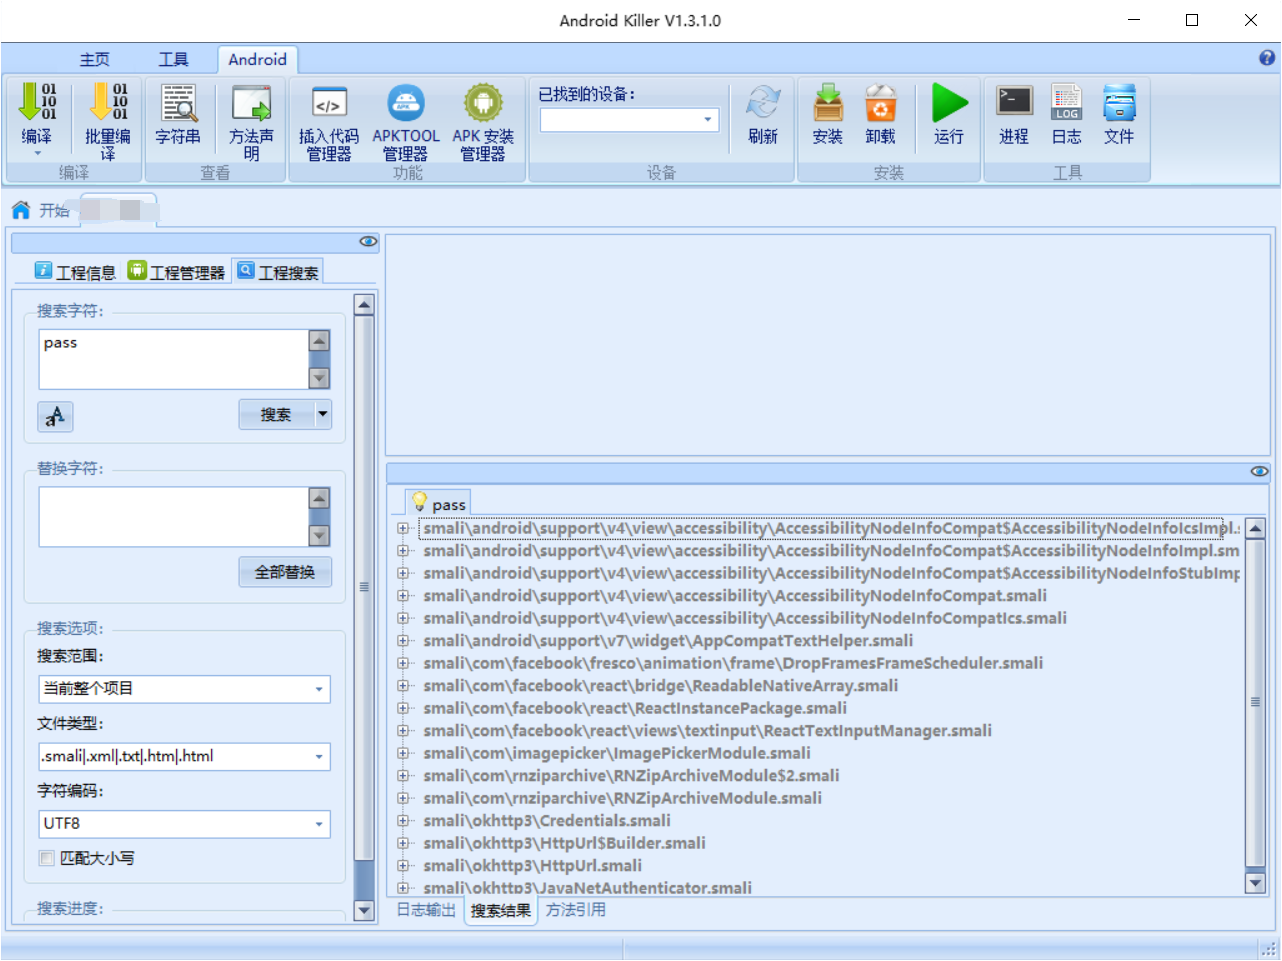 Android Killer V1.3.1.0
主页 工具 Android
编译 批量编译 字符串 方法声明 插入代码管理器 APKTOOL管理器 APK 安装管理器 已找到的设备: 刷新 安装 卸载 运行 进程 日志 文件
编译 查看 功能 设备 安装 工具
开始
工程信息 工程管理器 工程搜索
搜索字符:
pass
搜索
替换字符:
全部替换
搜索选项:
搜索范围:
当前整个项目
文件类型:
.smali|.xml|.txt|.htm|.html
字符编码:
UTF8
匹配大小写
搜索进度:
pass
smali\android\support\v4\view\accessibility\AccessibilityNodeInfoCompat$AccessibilityNodeInfoIcsImpl.s
smali\android\support\v4\view\accessibility\AccessibilityNodeInfoCompat$AccessibilityNodeInfoImpl.sm
smali\android\support\v4\view\accessibility\AccessibilityNodeInfoCompat$AccessibilityNodeInfoStubImp
smali\android\support\v4\view\accessibility\AccessibilityNodeInfoCompat.smali
smali\android\support\v4\view\accessibility\AccessibilityNodeInfoCompatIcs.smali
smali\android\support\v7\widget\AppCompatTextHelper.smali
smali\com\facebook\fresco\animation\frame\DropFramesFrameScheduler.smali
smali\com\facebook\react\bridge\ReadableNativeArray.smali
smali\com\facebook\react\ReactInstancePackage.smali
smali\com\facebook\react\views\textinput\ReactTextInputManager.smali
smali\com\imagepicker\ImagePickerModule.smali
smali\com\rnziparchive\RNZipArchiveModule$2.smali
smali\com\rnziparchive\RNZipArchiveModule.smali
smali\okhttp3\Credentials.smali
smali\okhttp3\HttpUrl$Builder.smali
smali\okhttp3\HttpUrl.smali
smali\okhttp3\JavaNetAuthenticator.smali
日志输出 搜索结果 方法引用